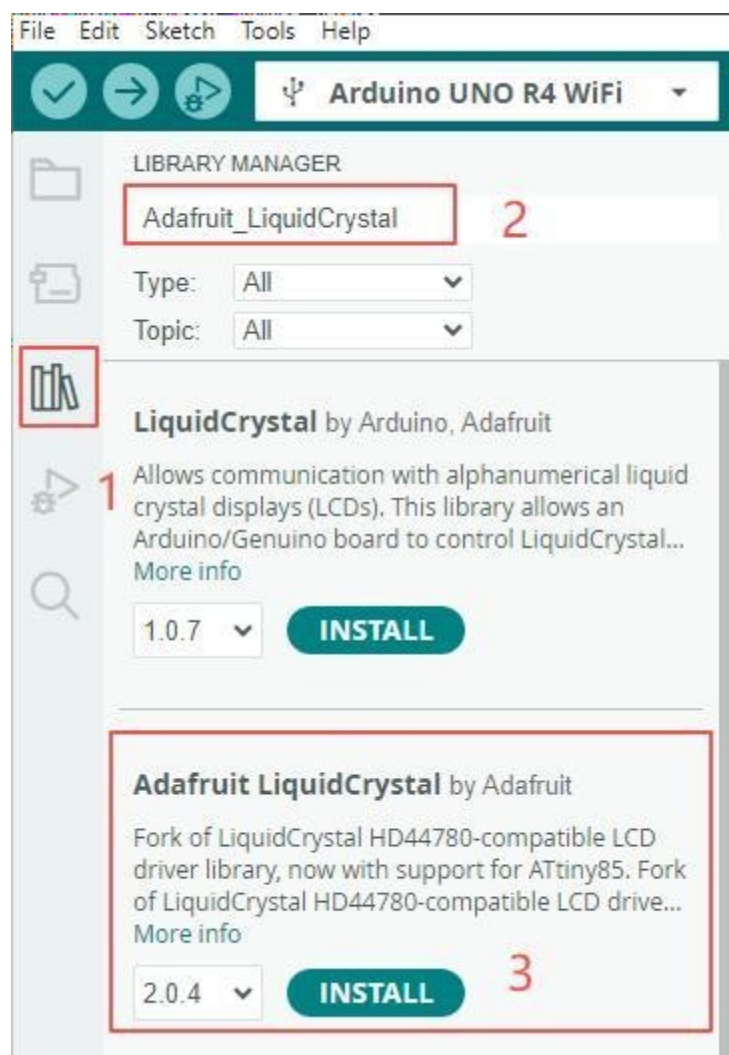 File Edit Sketch Tools Help
Arduino UNO R4 WiFi
LIBRARY MANAGER
Adafruit_LiquidCrystal
2
Type: All
Topic: All
LiquidCrystal by Arduino, Adafruit
1
Allows communication with alphanumerical liquid
crystal displays (LCDs). This library allows an
Arduino/Genuino board to control LiquidCrystal...
More info
1.0.7 INSTALL
Adafruit LiquidCrystal by Adafruit
Fork of LiquidCrystal HD44780-compatible LCD
driver library, now with support for ATtiny85. Fork
of LiquidCrystal HD44780-compatible LCD drive...
More info
2.0.4 INSTALL
3